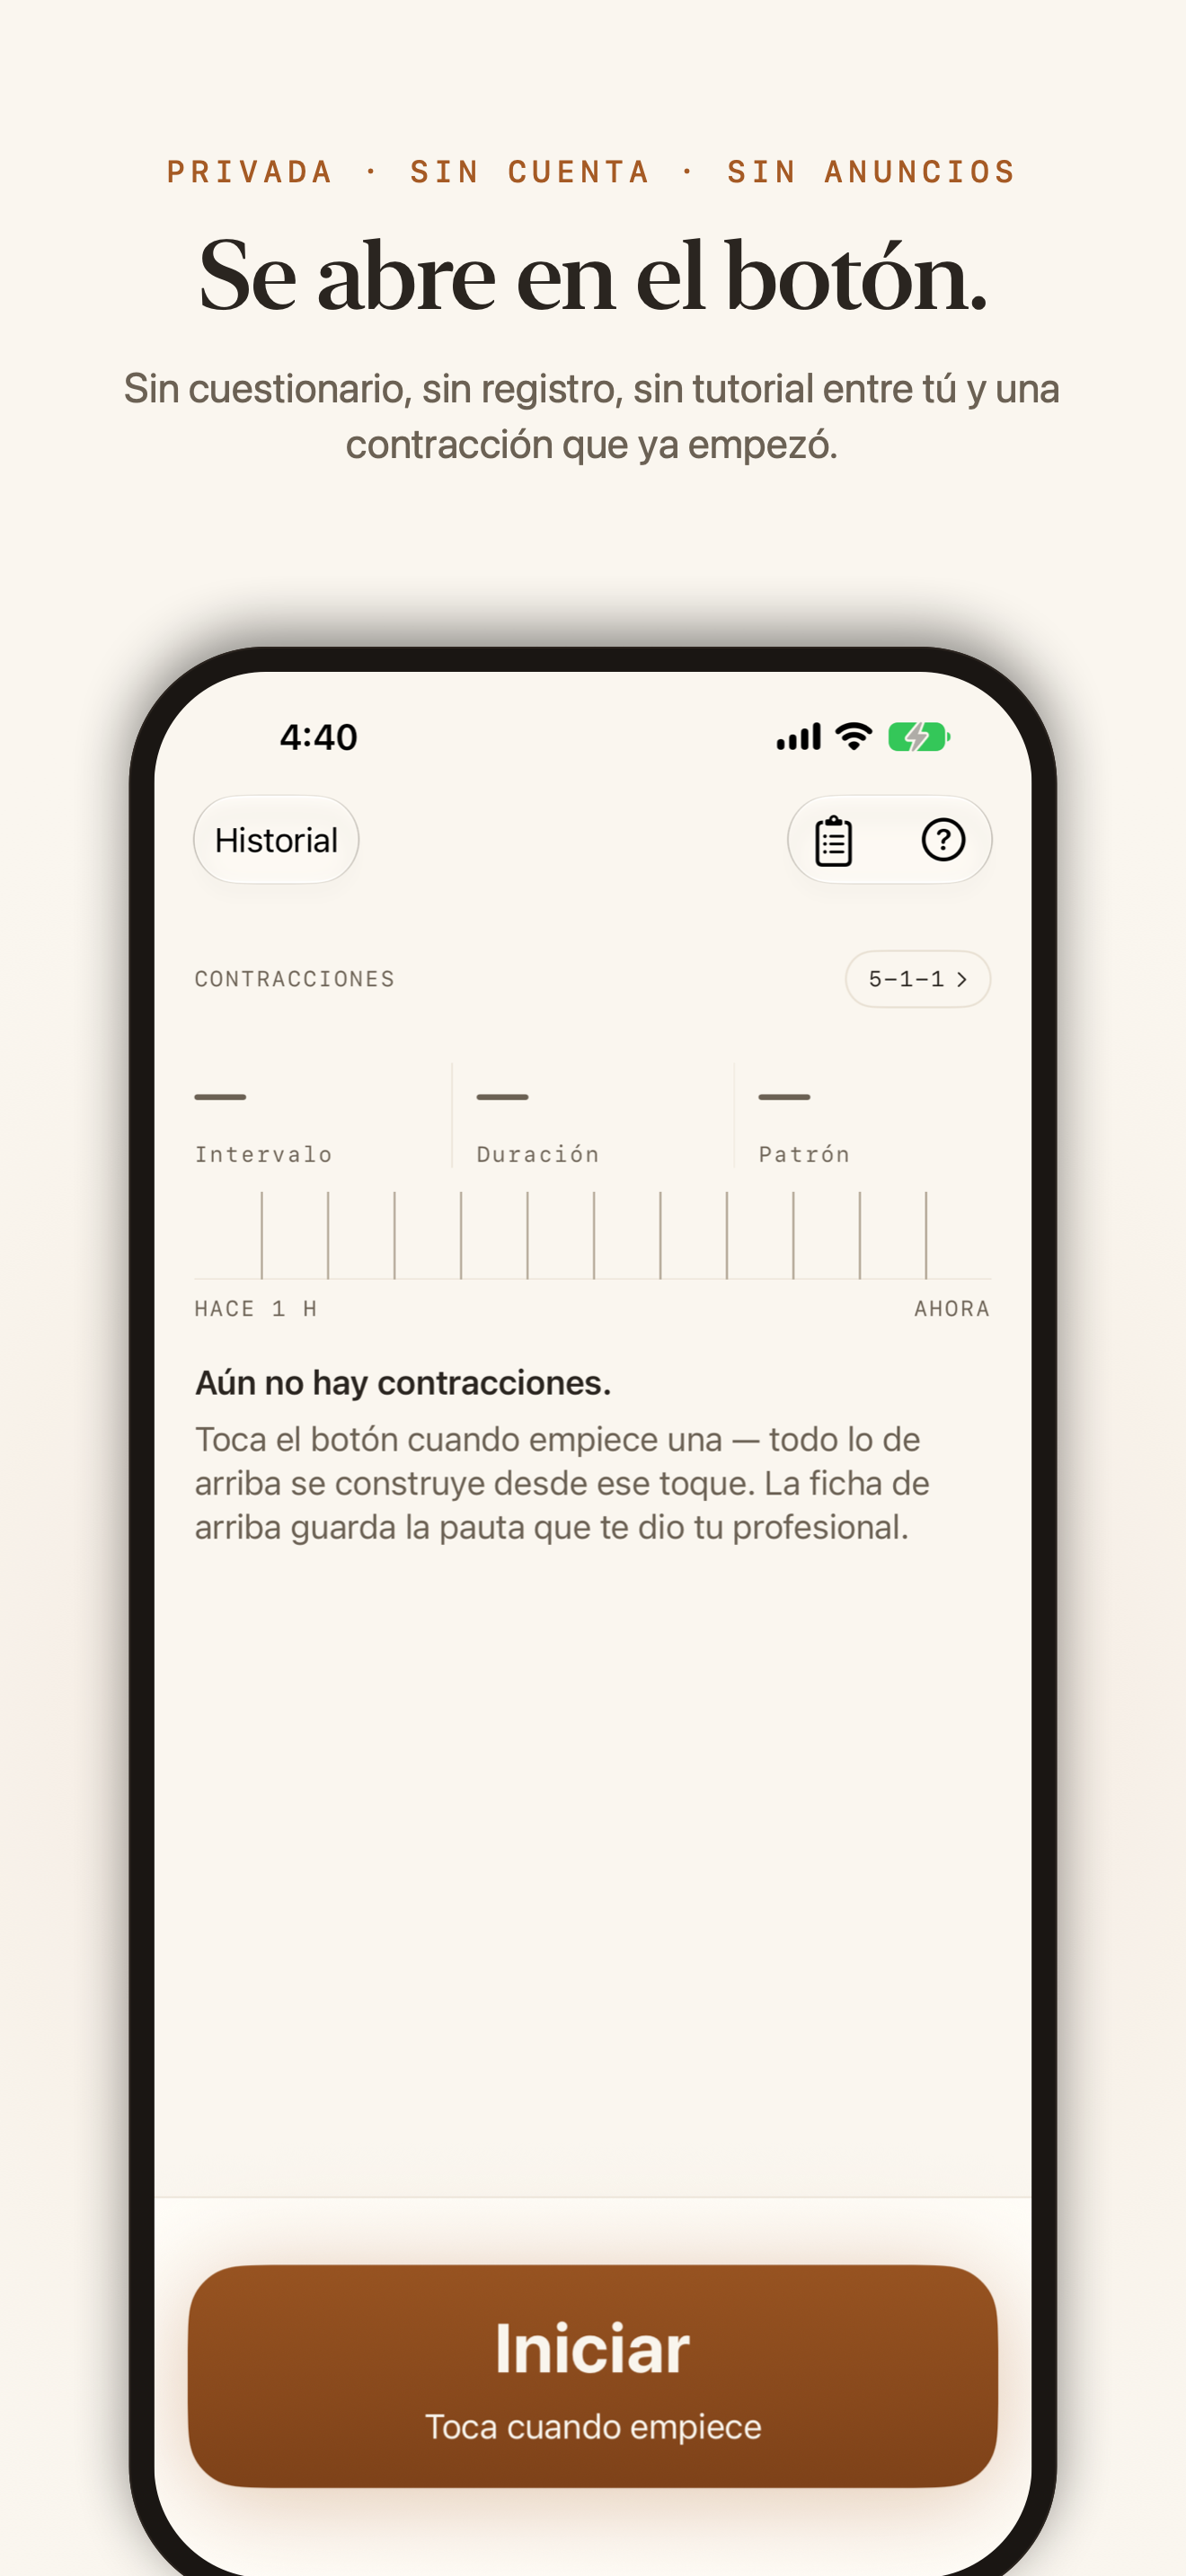 PRIVADA · SIN CUENTA · SIN ANUNCIOS
Se abre en el botón.
Sin cuestionario, sin registro, sin tutorial entre tú y una
contracción que ya empezó.
4:40
Historial
?
CONTRACCIONES
5–1–1 >
— — —
Intervalo Duración Patrón
HACE 1 H AHORA
Aún no hay contracciones.
Toca el botón cuando empiece una — todo lo de
arriba se construye desde ese toque. La ficha de
arriba guarda la pauta que te dio tu profesional.
Iniciar
Toca cuando empiece